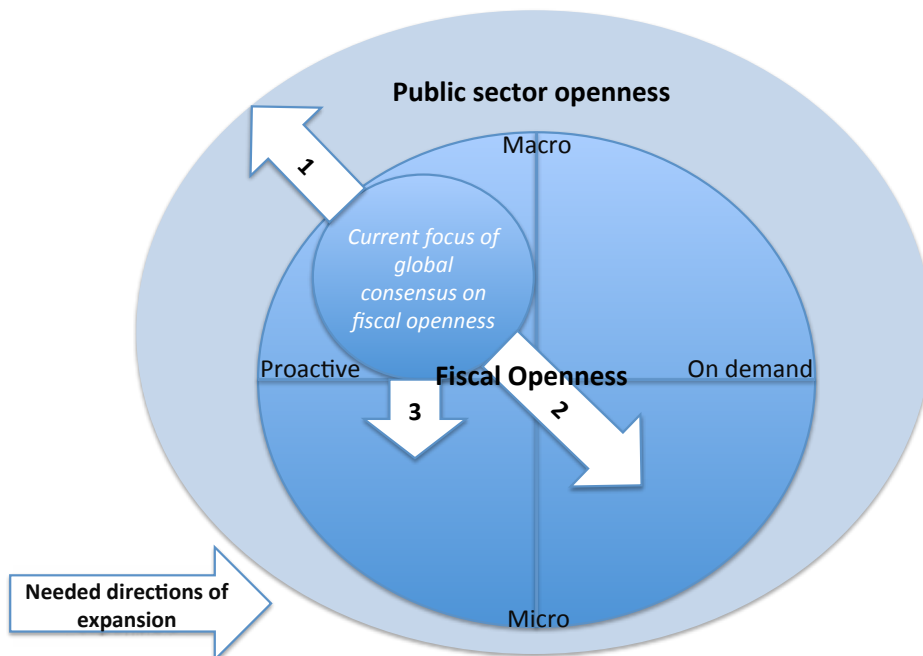 Public sector openness
Macro
1
Current focus of
global
consensus on
fiscal openness
Proactive
Fiscal Openness
On demand
3
2
Needed directions of
expansion
Micro